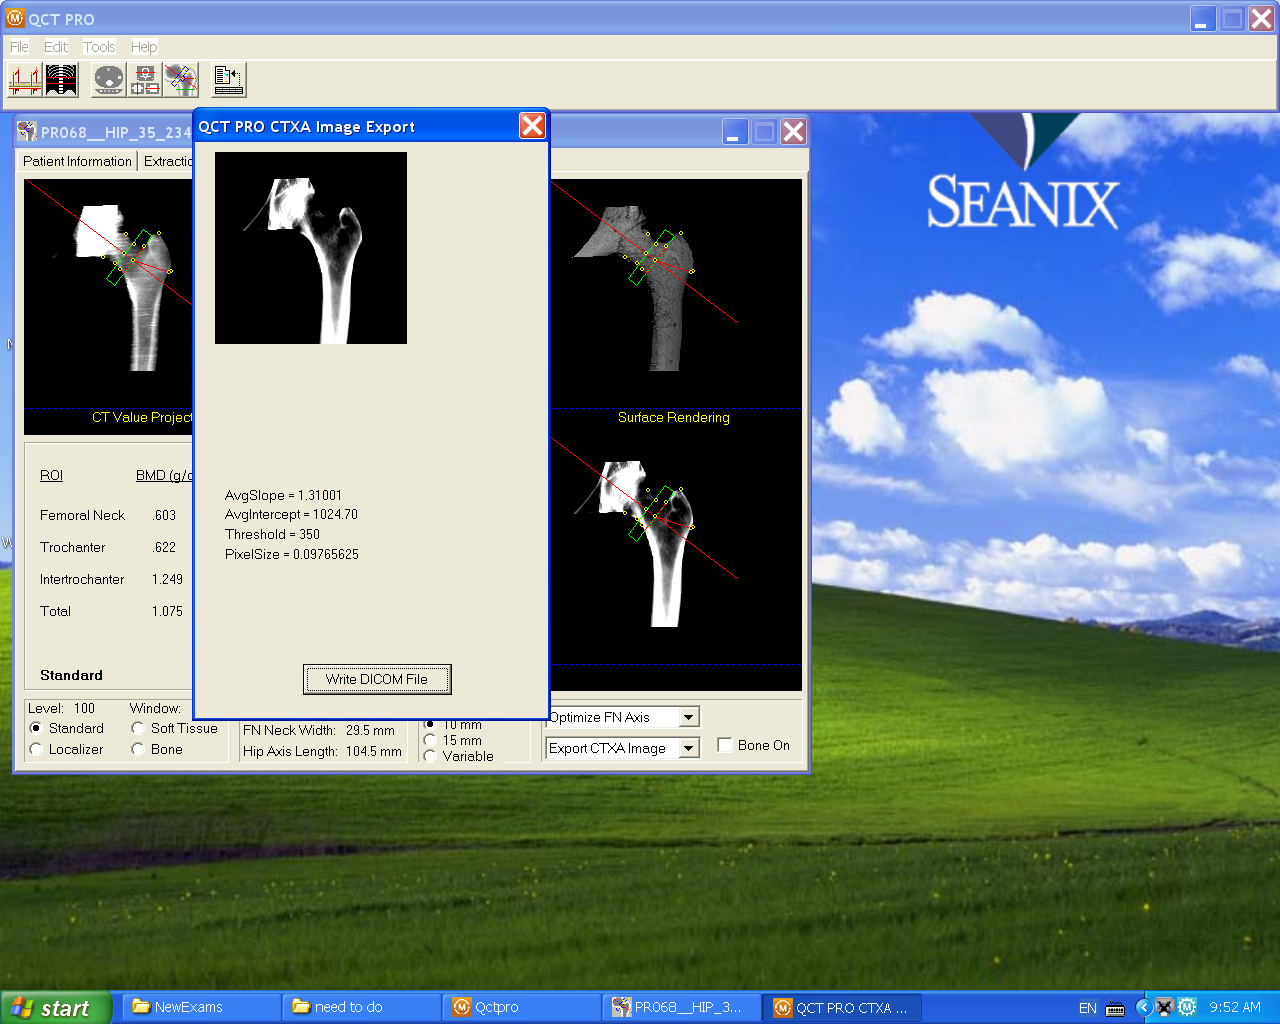 QCT PRO
File Edit Tools Help
PR068__HIP_35_234
QCT PRO CTXA Image Export
Patient Information
SEANIX
CT Value
Surface Rendering
ROI
BMD
AvgSlope = 1.31001
AvgIntercept = 1024.70
Threshold = 350
PixelSize = 0.09765625
Femoral Neck .603
Trochanter .622
Intertrochanter 1.249
Total 1.075
Standard
Write DICOM File
Level: 100 Window:
Standard Soft Tissue
Localizer Bone
FN Neck Width: 29.5 mm
Hip Axis Length: 104.5 mm
10 mm
15 mm
Variable
Optimize FN Axis
Export CTXA Image
Bone On
start
NewExams
need to do
Qctpro
PR068__HIP_3...
QCT PRO CTXA ...
EN
9:52 AM